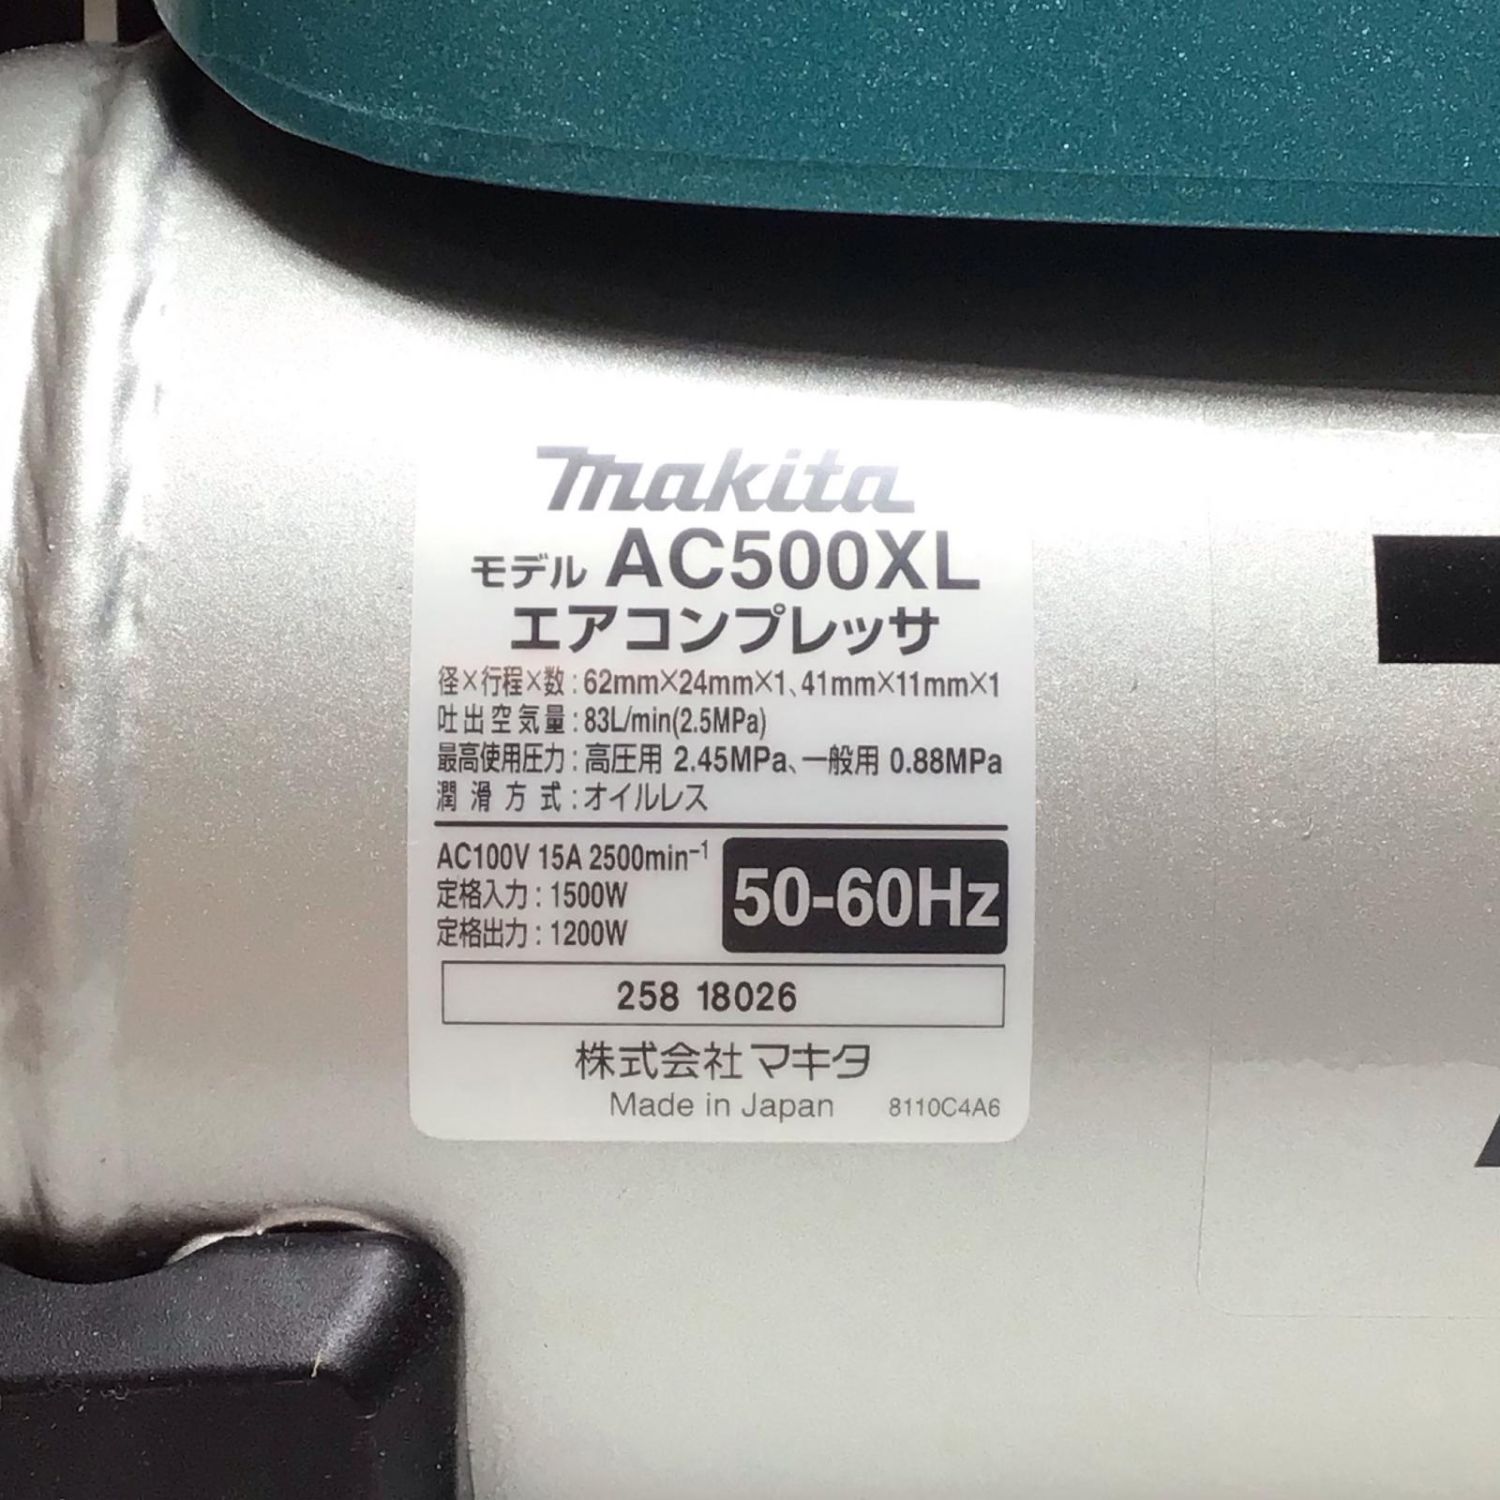 makita
モデル AC500XL
エアコンプレッサ
径×行程×数:62mm×24mm×1、41mm×11mm×1
吐出空気量:83L/min(2.5MPa)
最高使用圧力:高圧用 2.45MPa、一般用 0.88MPa
潤滑方式:オイルレス
AC100V 15A 2500min⁻¹
定格入力:1500W
定格出力:1200W
50-60Hz
258 18026
株式会社マキタ
Made in Japan 8110C4A6